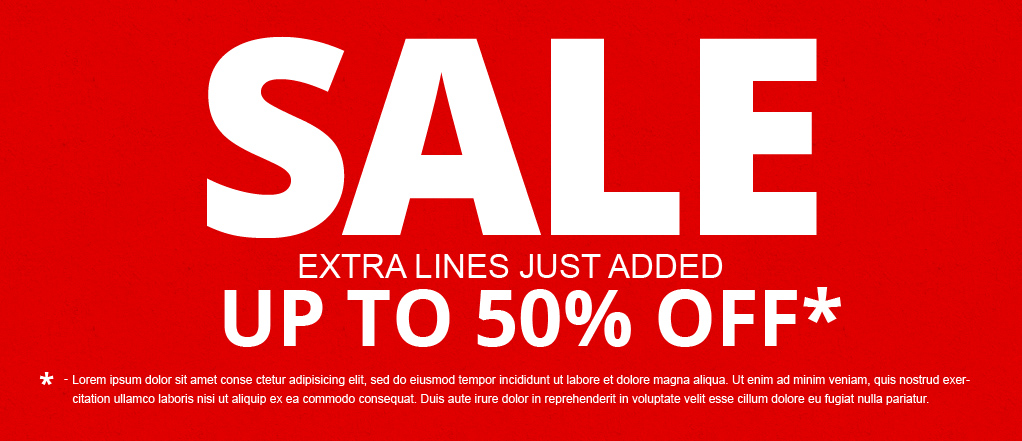 SALE
EXTRA LINES JUST ADDED
UP TO 50% OFF*
* - Lorem ipsum dolor sit amet conse ctetur adipisicing elit, sed do eiusmod tempor incididunt ut labore et dolore magna aliqua. Ut enim ad minim veniam, quis nostrud exer-
citation ullamco laboris nisi ut aliquip ex ea commodo consequat. Duis aute irure dolor in reprehenderit in voluptate velit esse cillum dolore eu fugiat nulla pariatur.